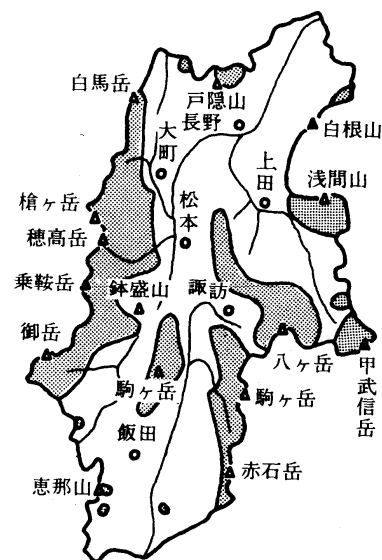 白馬岳
戸隠山
長野
白根山
大町
上田
浅間山
槍ヶ岳
松本
穂高岳
乗鞍岳
鉢盛山
諏訪
御岳
八ヶ岳
甲武信岳
駒ヶ岳
駒ヶ岳
飯田
赤石岳
恵那山